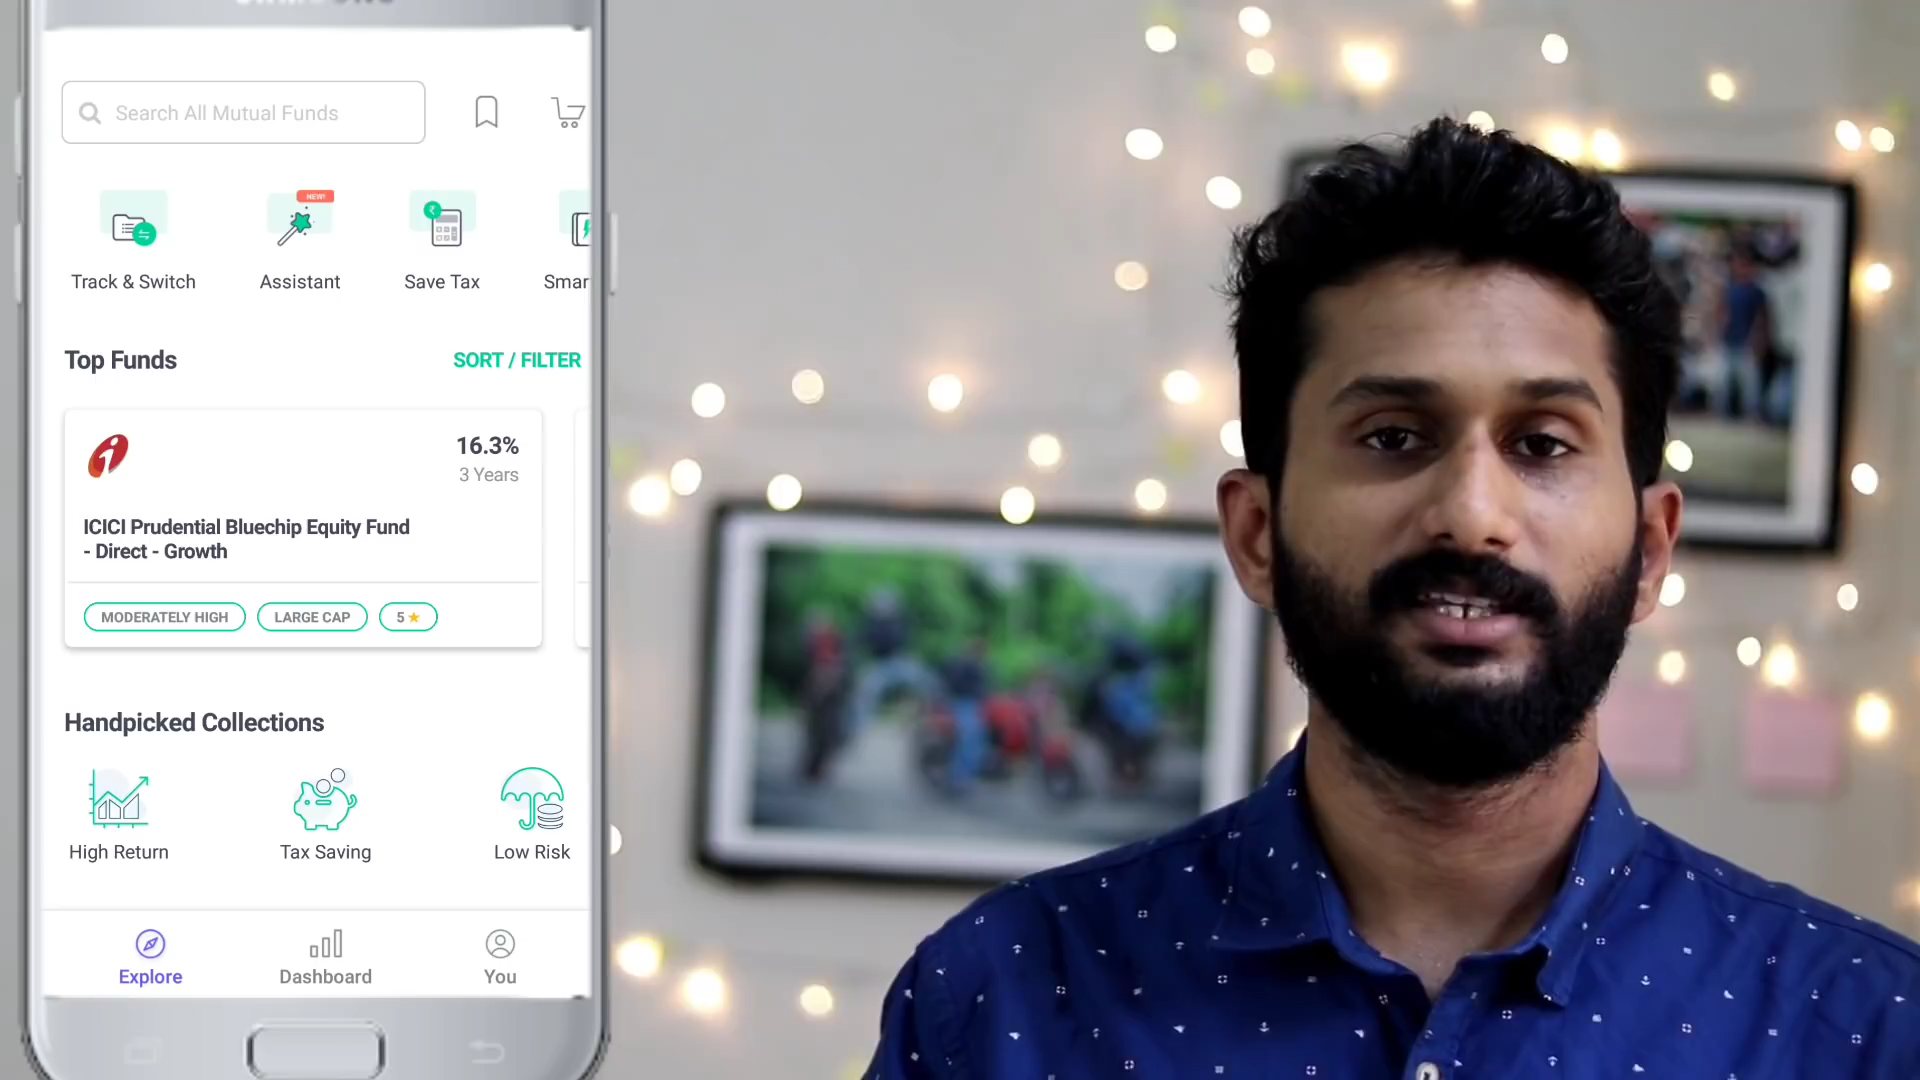 Search All Mutual Funds
NEW!
Track & Switch
Assistant
Save Tax
Smar
Top Funds
SORT / FILTER
16.3%
3 Years
ICICI Prudential Bluechip Equity Fund
- Direct - Growth
MODERATELY HIGH
LARGE CAP
5★
Handpicked Collections
High Return
Tax Saving
Low Risk
Explore
Dashboard
You